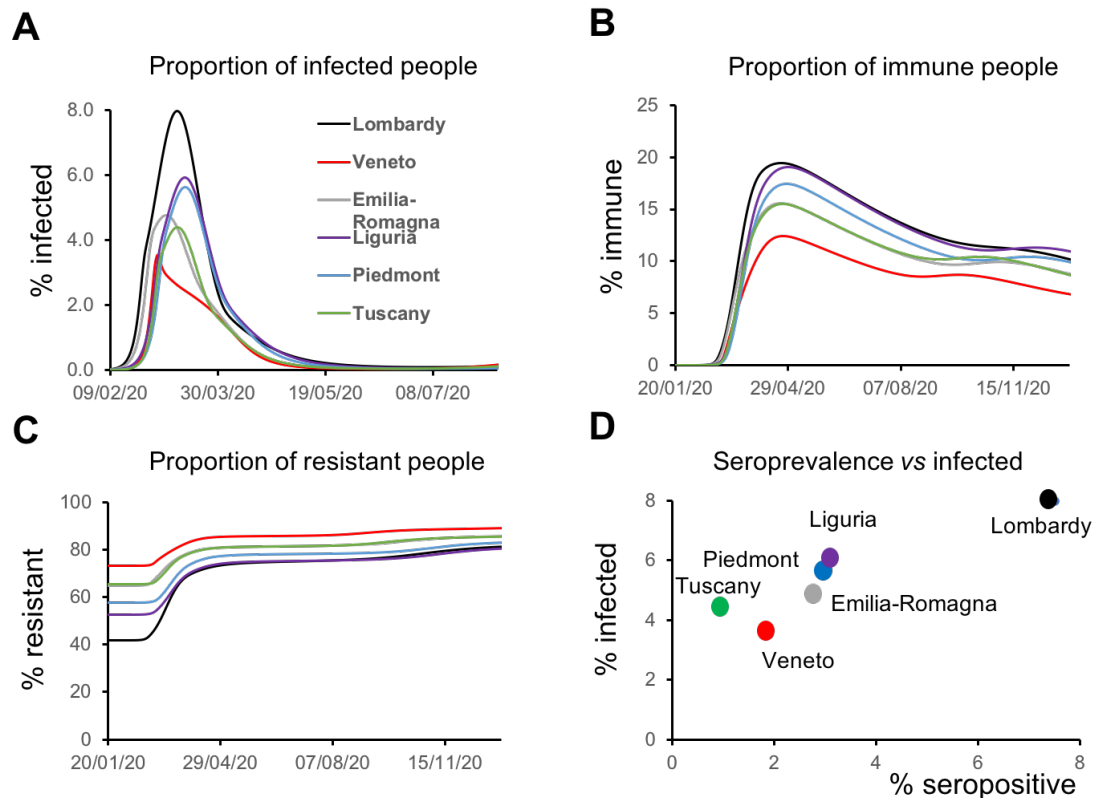 A
Proportion of infected people
% infected
8.0
6.0
4.0
2.0
0.0
09/02/20 30/03/20 19/05/20 08/07/20
Lombardy
Veneto
Emilia-
Romagna
Liguria
Piedmont
Tuscany
B
Proportion of immune people
% immune
25
20
15
10
5
0
20/01/20 29/04/20 07/08/20 15/11/20
C
Proportion of resistant people
% resistant
100
80
60
40
20
0
20/01/20 29/04/20 07/08/20 15/11/20
D
Seroprevalence vs infected
% infected
8
6
4
2
0
Lombardy
Liguria
Piedmont
Tuscany
Emilia-Romagna
Veneto
0 2 4 6 8
% seropositive